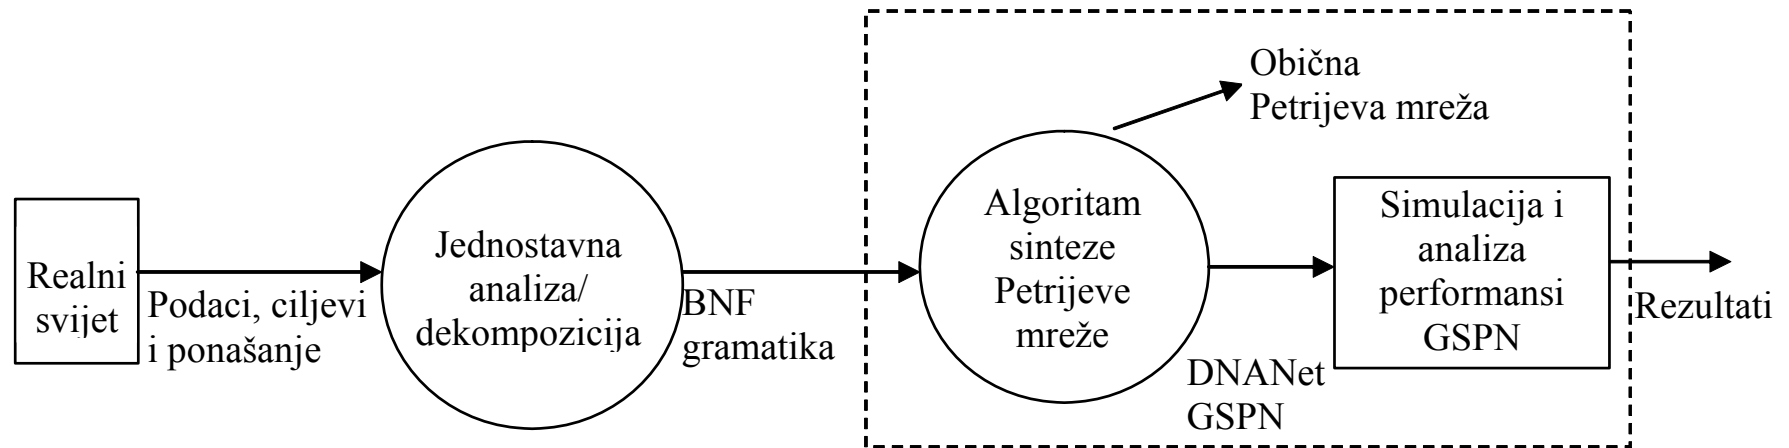 Realni
svijet
Podaci, ciljevi
i ponašanje
Jednostavna
analiza/
dekompozicija
BNF
gramatika
Obična
Petrijeva mreža
Algoritam
sinteze
Petrijeve
mreže
DNANet
GSPN
Simulacija i
analiza
performansi
GSPN
Rezultati